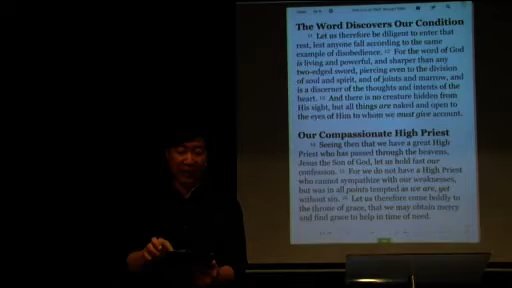 The Word Discovers Our Condition
11 Let us therefore be diligent to enter that
rest, lest anyone fall according to the same
example of disobedience. 12 For the word of God
is living and powerful, and sharper than any
two-edged sword, piercing even to the division
of soul and spirit, and of joints and marrow, and
is a discerner of the thoughts and intents of the
heart. 13 And there is no creature hidden from
His sight, but all things are naked and open to
the eyes of Him to whom we must give account.
Our Compassionate High Priest
14 Seeing then that we have a great High
Priest who has passed through the heavens,
Jesus the Son of God, let us hold fast our
confession. 15 For we do not have a High Priest
who cannot sympathize with our weaknesses,
but was in all points tempted as we are, yet
without sin. 16 Let us therefore come boldly to
the throne of grace, that we may obtain mercy
and find grace to help in time of need.